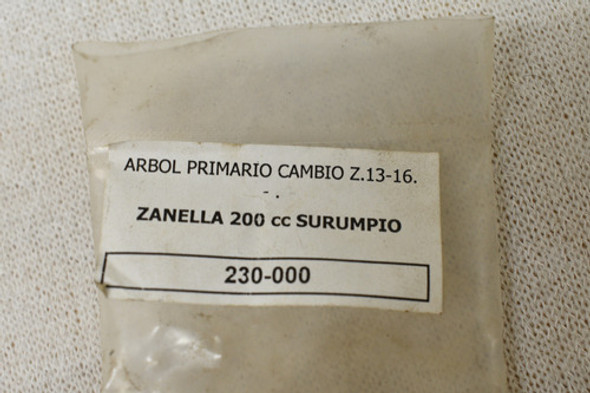 ARBOL PRIMARIO CAMBIO Z.13-16.
- .
ZANELLA 200 cc SURUMPIO
230-000